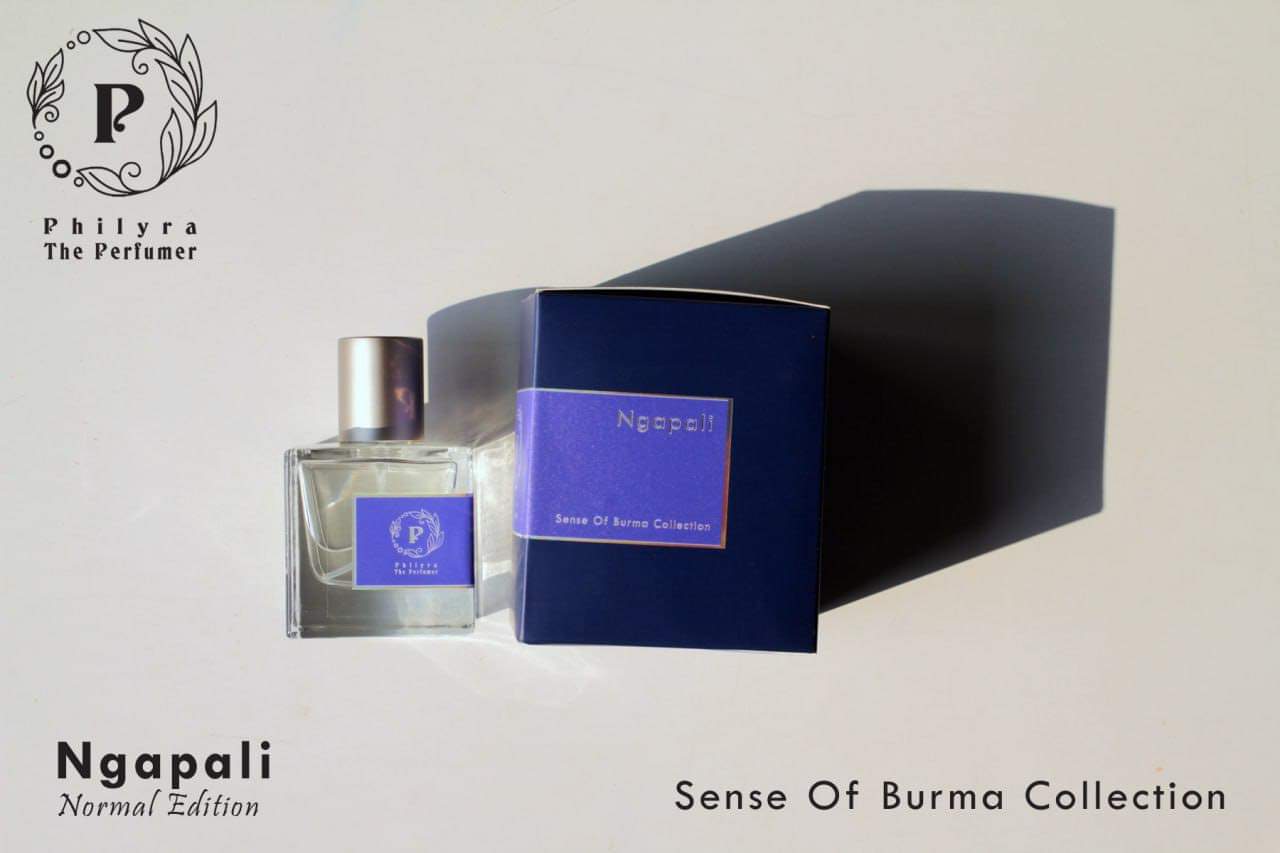 P
Philyra
The Perfumer
Ngapali
Sense Of Burma Collection
P
Philyra
The Perfumer
Ngapali
Normal Edition
Sense Of Burma Collection